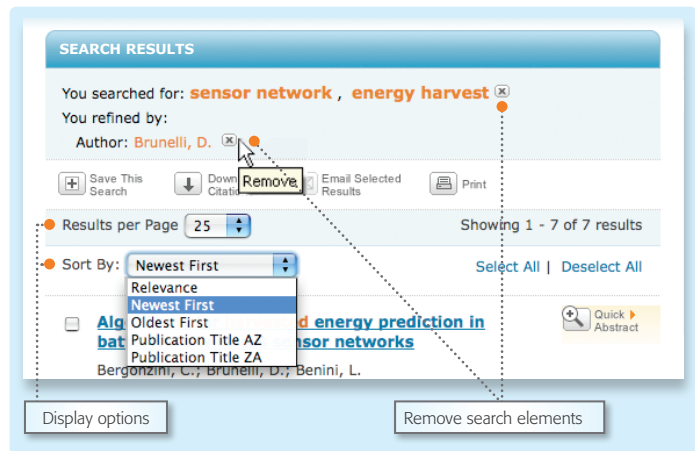 SEARCH RESULTS
You searched for: sensor network , energy harvest
You refined by:
Author: Brunelli, D.
Remove
Save This
Search
Down
Citatio
Email Selected
Results
Print
Results per Page 25
Showing 1 - 7 of 7 results
Sort By: Newest First
Select All | Deselect All
Relevance
Newest First
Oldest First
Publication Title AZ
Publication Title ZA
Alg d energy prediction in
bat nsor networks
Bergonzini, C.; Brunelli, D.; Benini, L.
Quick
Abstract
Display options
Remove search elements